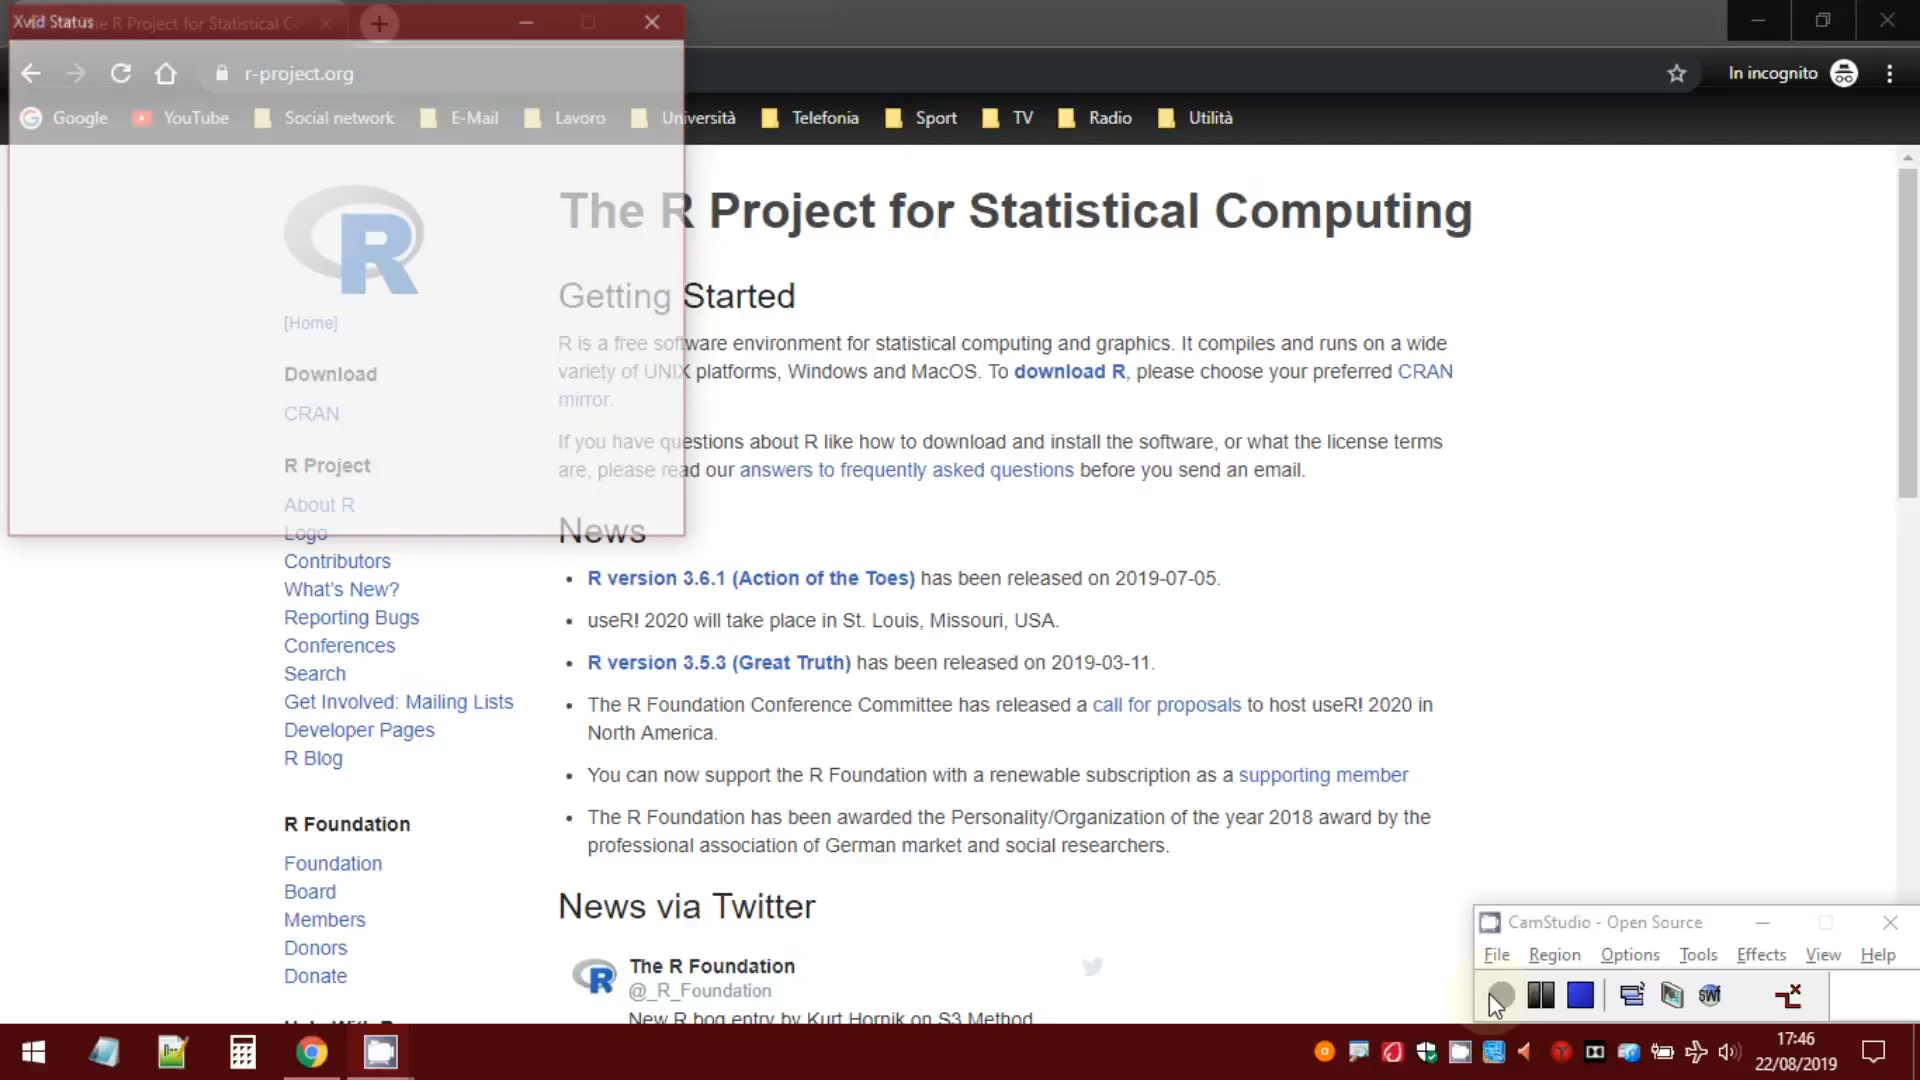 Xvid Status
The R Project for Statistical C
r-project.org
In incognito
Google
YouTube
Social network
E-Mail
Lavoro
Università
Telefonia
Sport
TV
Radio
Utilità
R
[Home]
Download
CRAN
R Project
About R
Logo
Contributors
What's New?
Reporting Bugs
Conferences
Search
Get Involved: Mailing Lists
Developer Pages
R Blog
R Foundation
Foundation
Board
Members
Donors
Donate
Help With R
The R Project for Statistical Computing
Getting Started
R is a free software environment for statistical computing and graphics. It compiles and runs on a wide
variety of UNIX platforms, Windows and MacOS. To download R, please choose your preferred CRAN
mirror.
If you have questions about R like how to download and install the software, or what the license terms
are, please read our answers to frequently asked questions before you send an email.
News
• R version 3.6.1 (Action of the Toes) has been released on 2019-07-05.
• useR! 2020 will take place in St. Louis, Missouri, USA.
• R version 3.5.3 (Great Truth) has been released on 2019-03-11.
• The R Foundation Conference Committee has released a call for proposals to host useR! 2020 in
North America.
• You can now support the R Foundation with a renewable subscription as a supporting member
• The R Foundation has been awarded the Personality/Organization of the year 2018 award by the
professional association of German market and social researchers.
News via Twitter
R
The R Foundation
@_R_Foundation
New R bog entry by Kurt Hornik on S3 Method
CamStudio - Open Source
File Region Options Tools Effects View Help
swf
17:46
22/08/2019